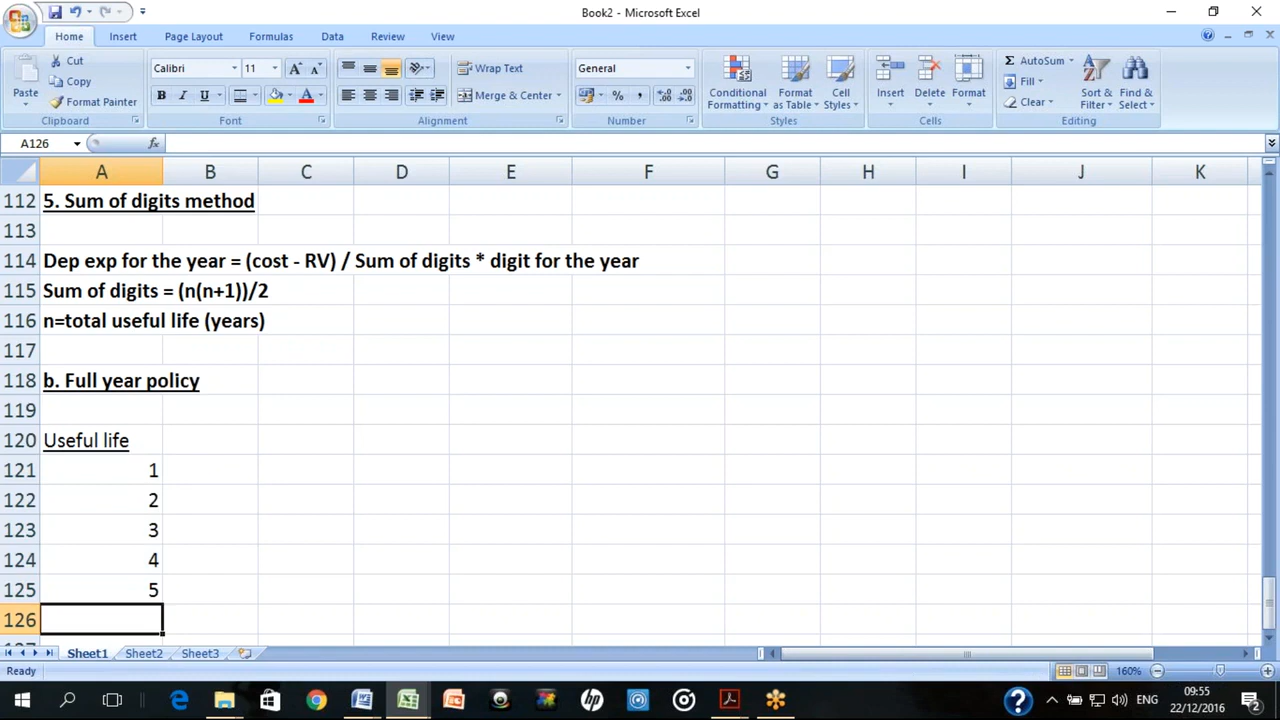 Book2 - Microsoft Excel
Home Insert Page Layout Formulas Data Review View
Paste Cut Copy Format Painter Clipboard
Calibri 11 B I U A Font
Wrap Text Merge & Center Alignment
General % , Number
Conditional Formatting Format as Table Cell Styles Styles
Insert Delete Format Cells
Σ AutoSum Fill Clear Sort & Filter Find & Select Editing
A126 fx
A B C D E F G H I J K
112 5. Sum of digits method
113
114 Dep exp for the year = (cost - RV) / Sum of digits * digit for the year
115 Sum of digits = (n(n+1))/2
116 n=total useful life (years)
117
118 b. Full year policy
119
120 Useful life
121 1
122 2
123 3
124 4
125 5
126
127
Sheet1 Sheet2 Sheet3
Ready 160%
hp ENG 09:55
22/12/2016 2